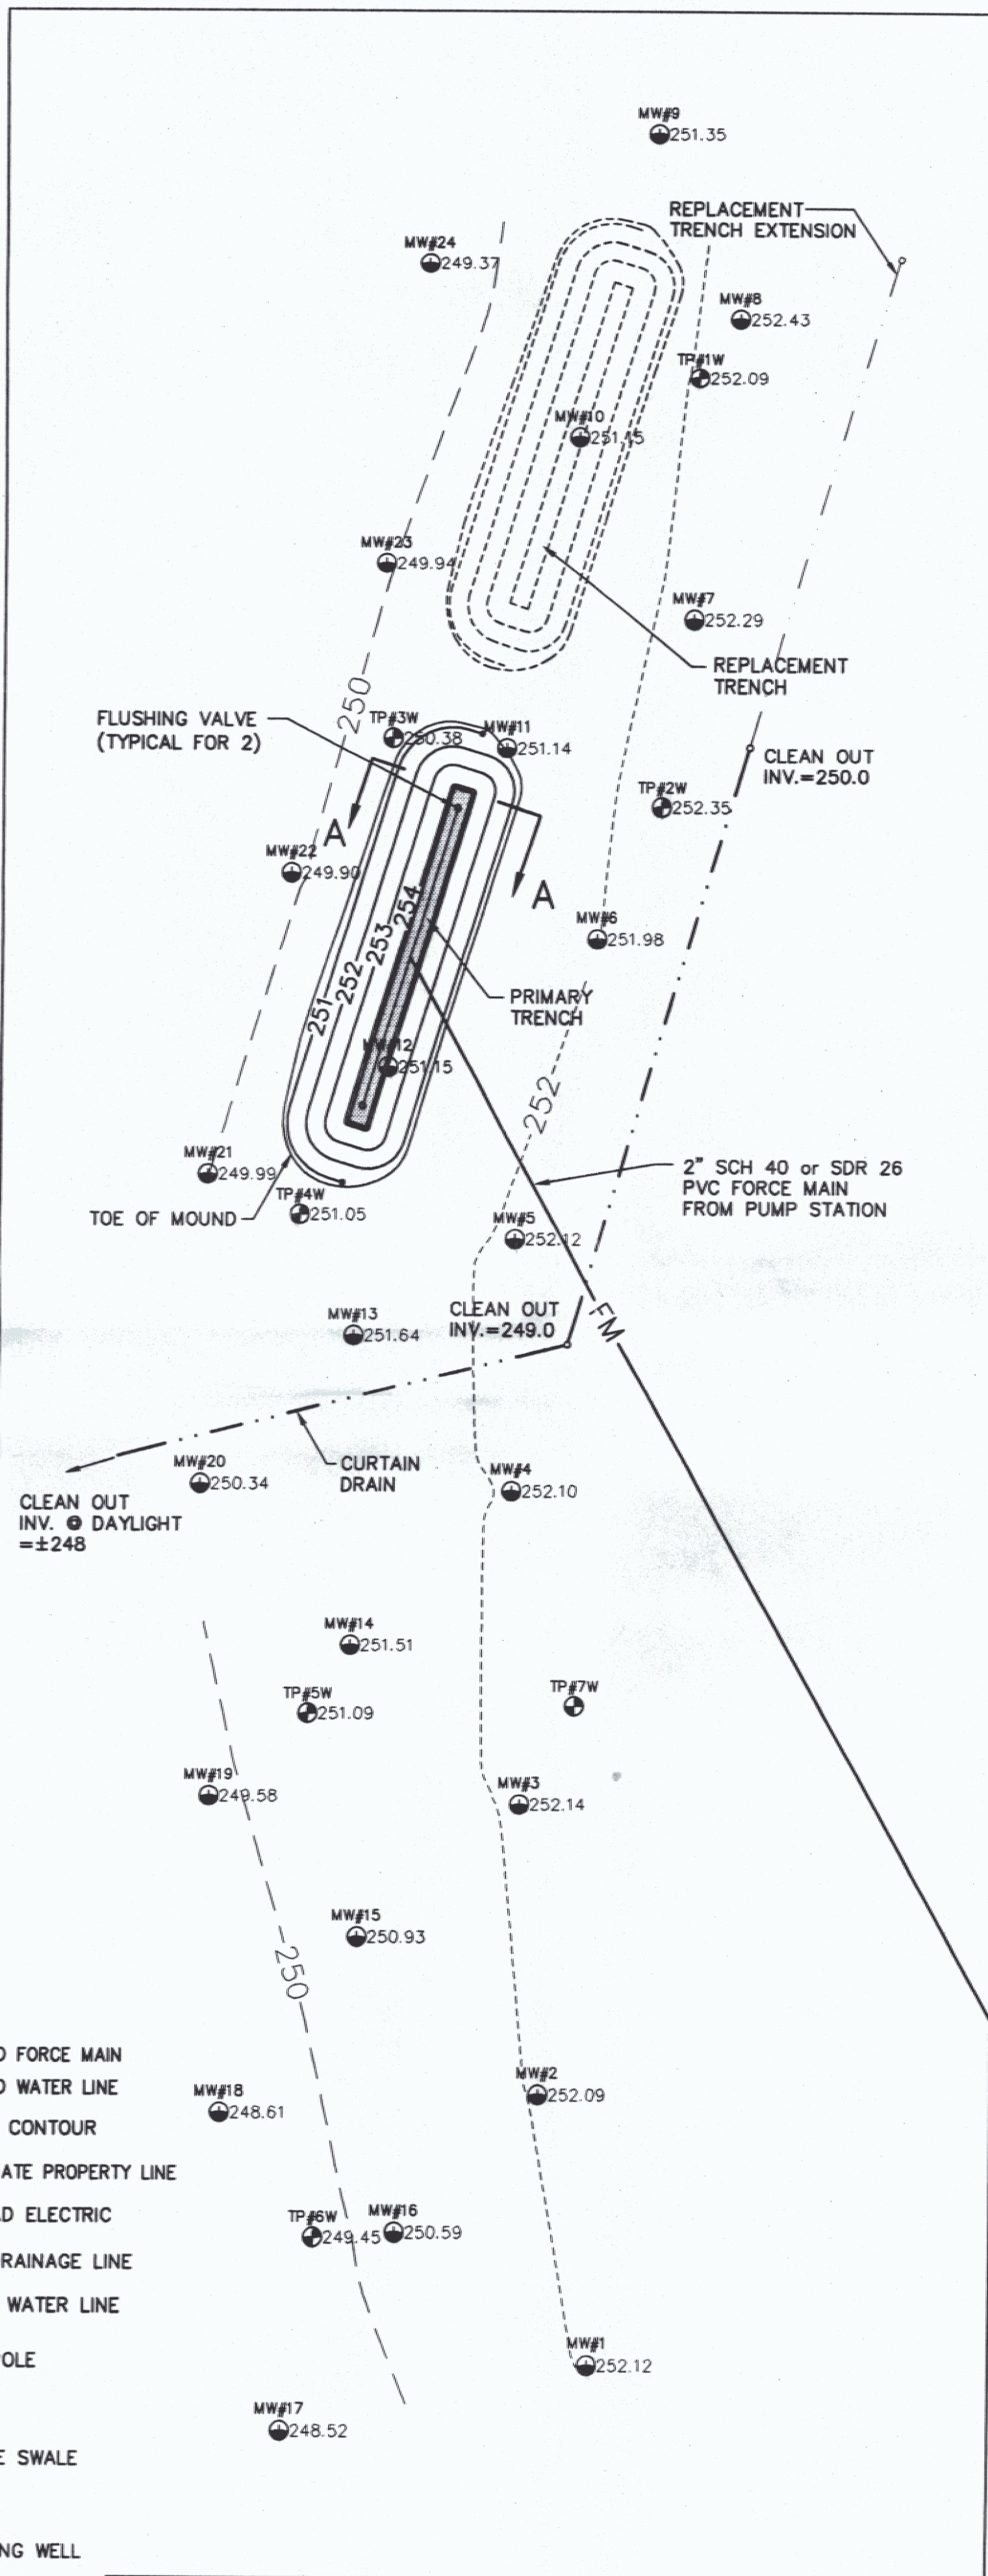 MW#9
251.35
REPLACEMENT
TRENCH EXTENSION
MW#24
249.37
MW#8
252.43
TP#1W
252.09
MW#10
251.15
MW#23
249.94
MW#7
252.29
REPLACEMENT
TRENCH
250
FLUSHING VALVE
(TYPICAL FOR 2)
TP#3W
250.38
MW#11
251.14
CLEAN OUT
INV.=250.0
TP#2W
252.35
A
A
MW#22
249.90
254
253
252
251
MW#6
251.98
PRIMARY
TRENCH
MW#12
251.15
252
MW#21
249.99
TP#4W
251.05
TOE OF MOUND
2" SCH 40 or SDR 26
PVC FORCE MAIN
FROM PUMP STATION
MW#5
252.12
MW#13
251.64
CLEAN OUT
INV.=249.0
FM
CURTAIN
DRAIN
MW#20
250.34
MW#4
252.10
CLEAN OUT
INV. @ DAYLIGHT
=±248
MW#14
251.51
TP#5W
251.09
TP#7W
MW#19
249.58
MW#3
252.14
MW#15
250.93
250
MW#2
252.09
MW#18
248.61
TP#6W
249.45
MW#16
250.59
MW#1
252.12
MW#17
248.52
D FORCE MAIN
D WATER LINE
CONTOUR
ATE PROPERTY LINE
D ELECTRIC
RAINAGE LINE
WATER LINE
OLE
E SWALE
NG WELL